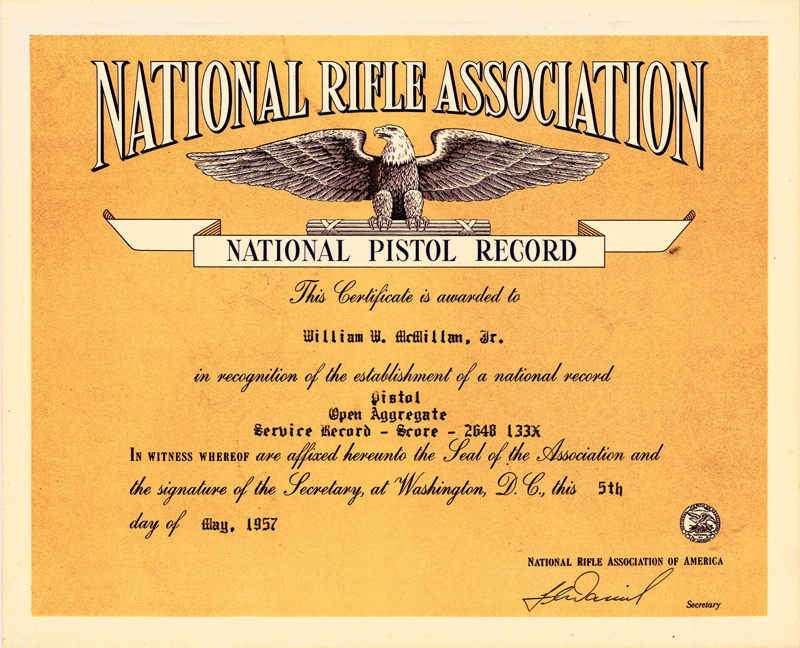 NATIONAL RIFLE ASSOCIATION
NATIONAL PISTOL RECORD
This Certificate is awarded to
William W. McMillan, Jr.
in recognition of the establishment of a national record
Pistol
Open Aggregate
Service Record - Score - 2648 133X
IN WITNESS WHEREOF are affixed hereunto the Seal of the Association and
the signature of the Secretary, at Washington, D. C., this 5th
day of May, 1957
NATIONAL RIFLE ASSOCIATION OF AMERICA
Secretary